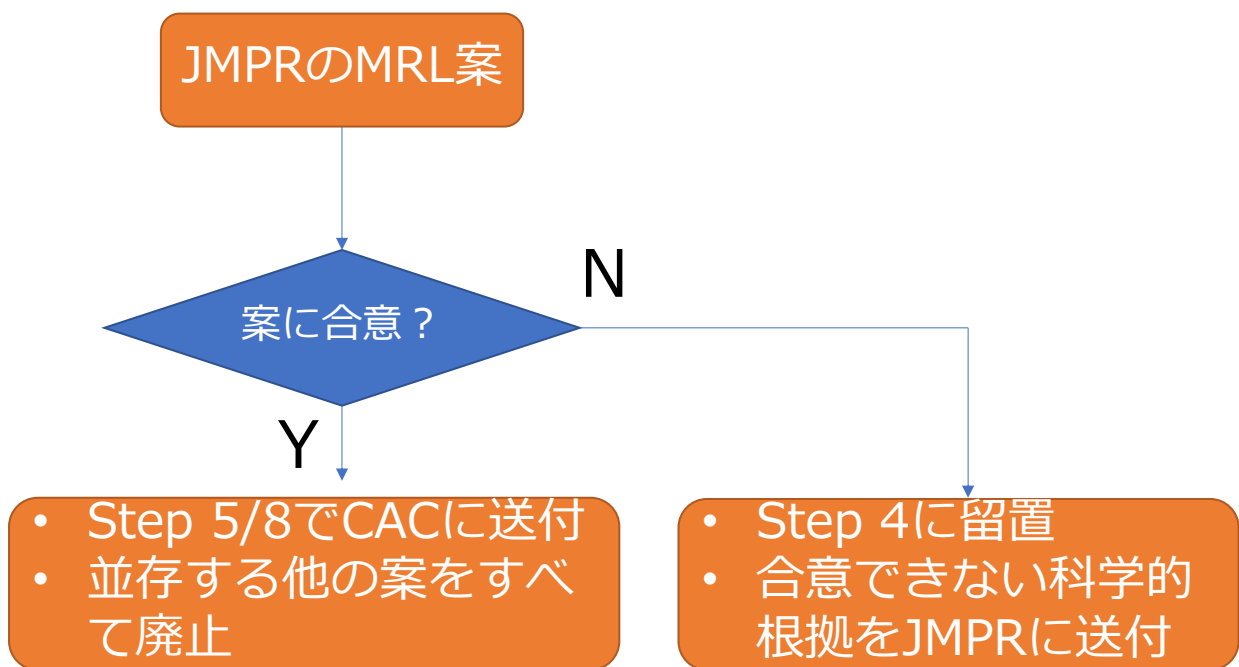 JMPRのMRL案
N
案に合意？
Y
• Step 5/8でCACに送付
• 並存する他の案をすべ
て廃止
• Step 4に留置
• 合意できない科学的
根拠をJMPRに送付